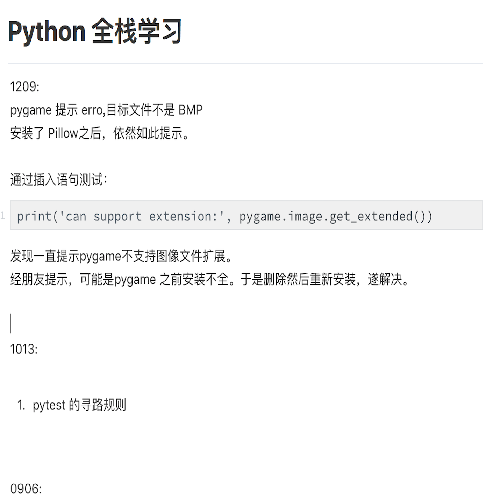 Python 全栈学习
1209:
pygame 提示 erro,目标文件不是 BMP
安装了 Pillow之后，依然如此提示。
通过插入语句测试：
1 print('can support extension:', pygame.image.get_extended())
发现一直提示pygame不支持图像文件扩展。
经朋友提示，可能是pygame 之前安装不全。于是删除然后重新安装，遂解决。
1013:
1. pytest 的寻路规则
0906: